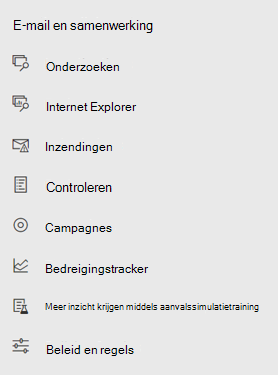 E-mail en samenwerking
Onderzoeken
Internet Explorer
Inzendingen
Controleren
Campagnes
Bedreigingstracker
Meer inzicht krijgen middels aanvalssimulatietraining
Beleid en regels